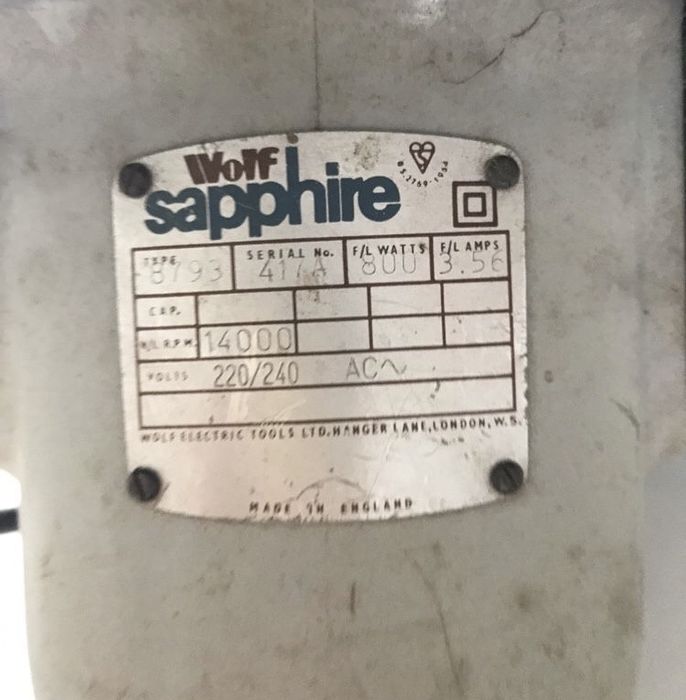 Wolf
sapphire
B.S.2769-1964
TYPE SERIAL No. F/L WATTS F/L AMPS
8793 800 3.56
CAP.
N/L R.P.M. 14000
VOLTS 220/240 AC~
WOLF ELECTRIC TOOLS LTD. HANGER LANE, LONDON, W.5.
MADE IN ENGLAND